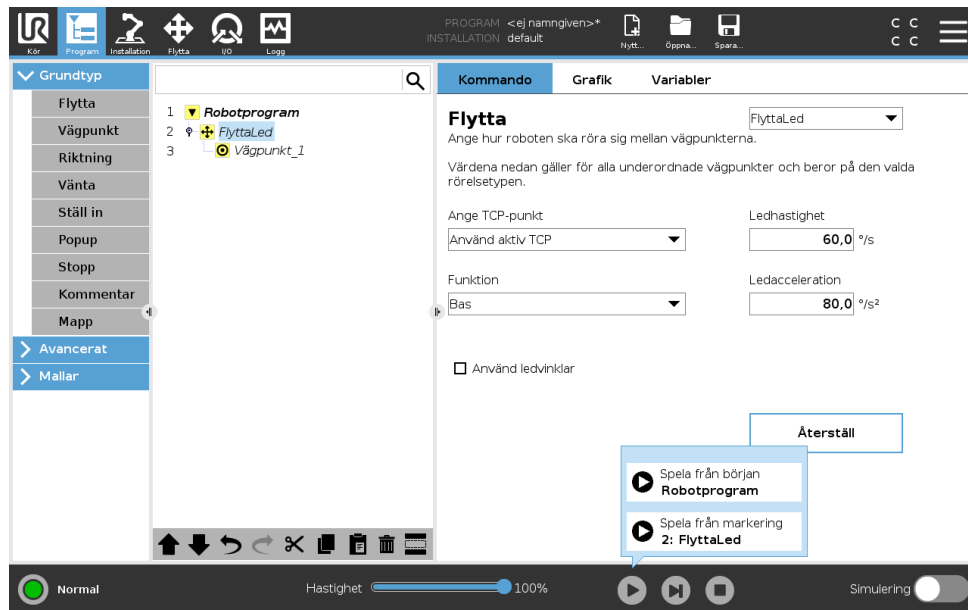 PROGRAM <ej namngiven>*
INSTALLATION default
UR
Kör
Program
Installation
Flytta
I/O
Logg
Nytt...
Öppna...
Spara...
C C
C C
Grundtyp
Flytta
Vägpunkt
Riktning
Vänta
Ställ in
Popup
Stopp
Kommentar
Mapp
Avancerat
Mallar
1 Robotprogram
2 FlyttaLed
3 Vägpunkt_1
Kommando Grafik Variabler
Flytta
FlyttaLed
Ange hur roboten ska röra sig mellan vägpunkterna.
Värdena nedan gäller för alla underordnade vägpunkter och beror på den valda
rörelsetypen.
Ange TCP-punkt
Ledhastighet
Använd aktiv TCP
60,0 °/s
Funktion
Ledacceleration
Bas
80,0 °/s²
Använd ledvinklar
Återställ
Spela från början
Robotprogram
Spela från markering
2: FlyttaLed
Normal
Hastighet
100%
Simulering